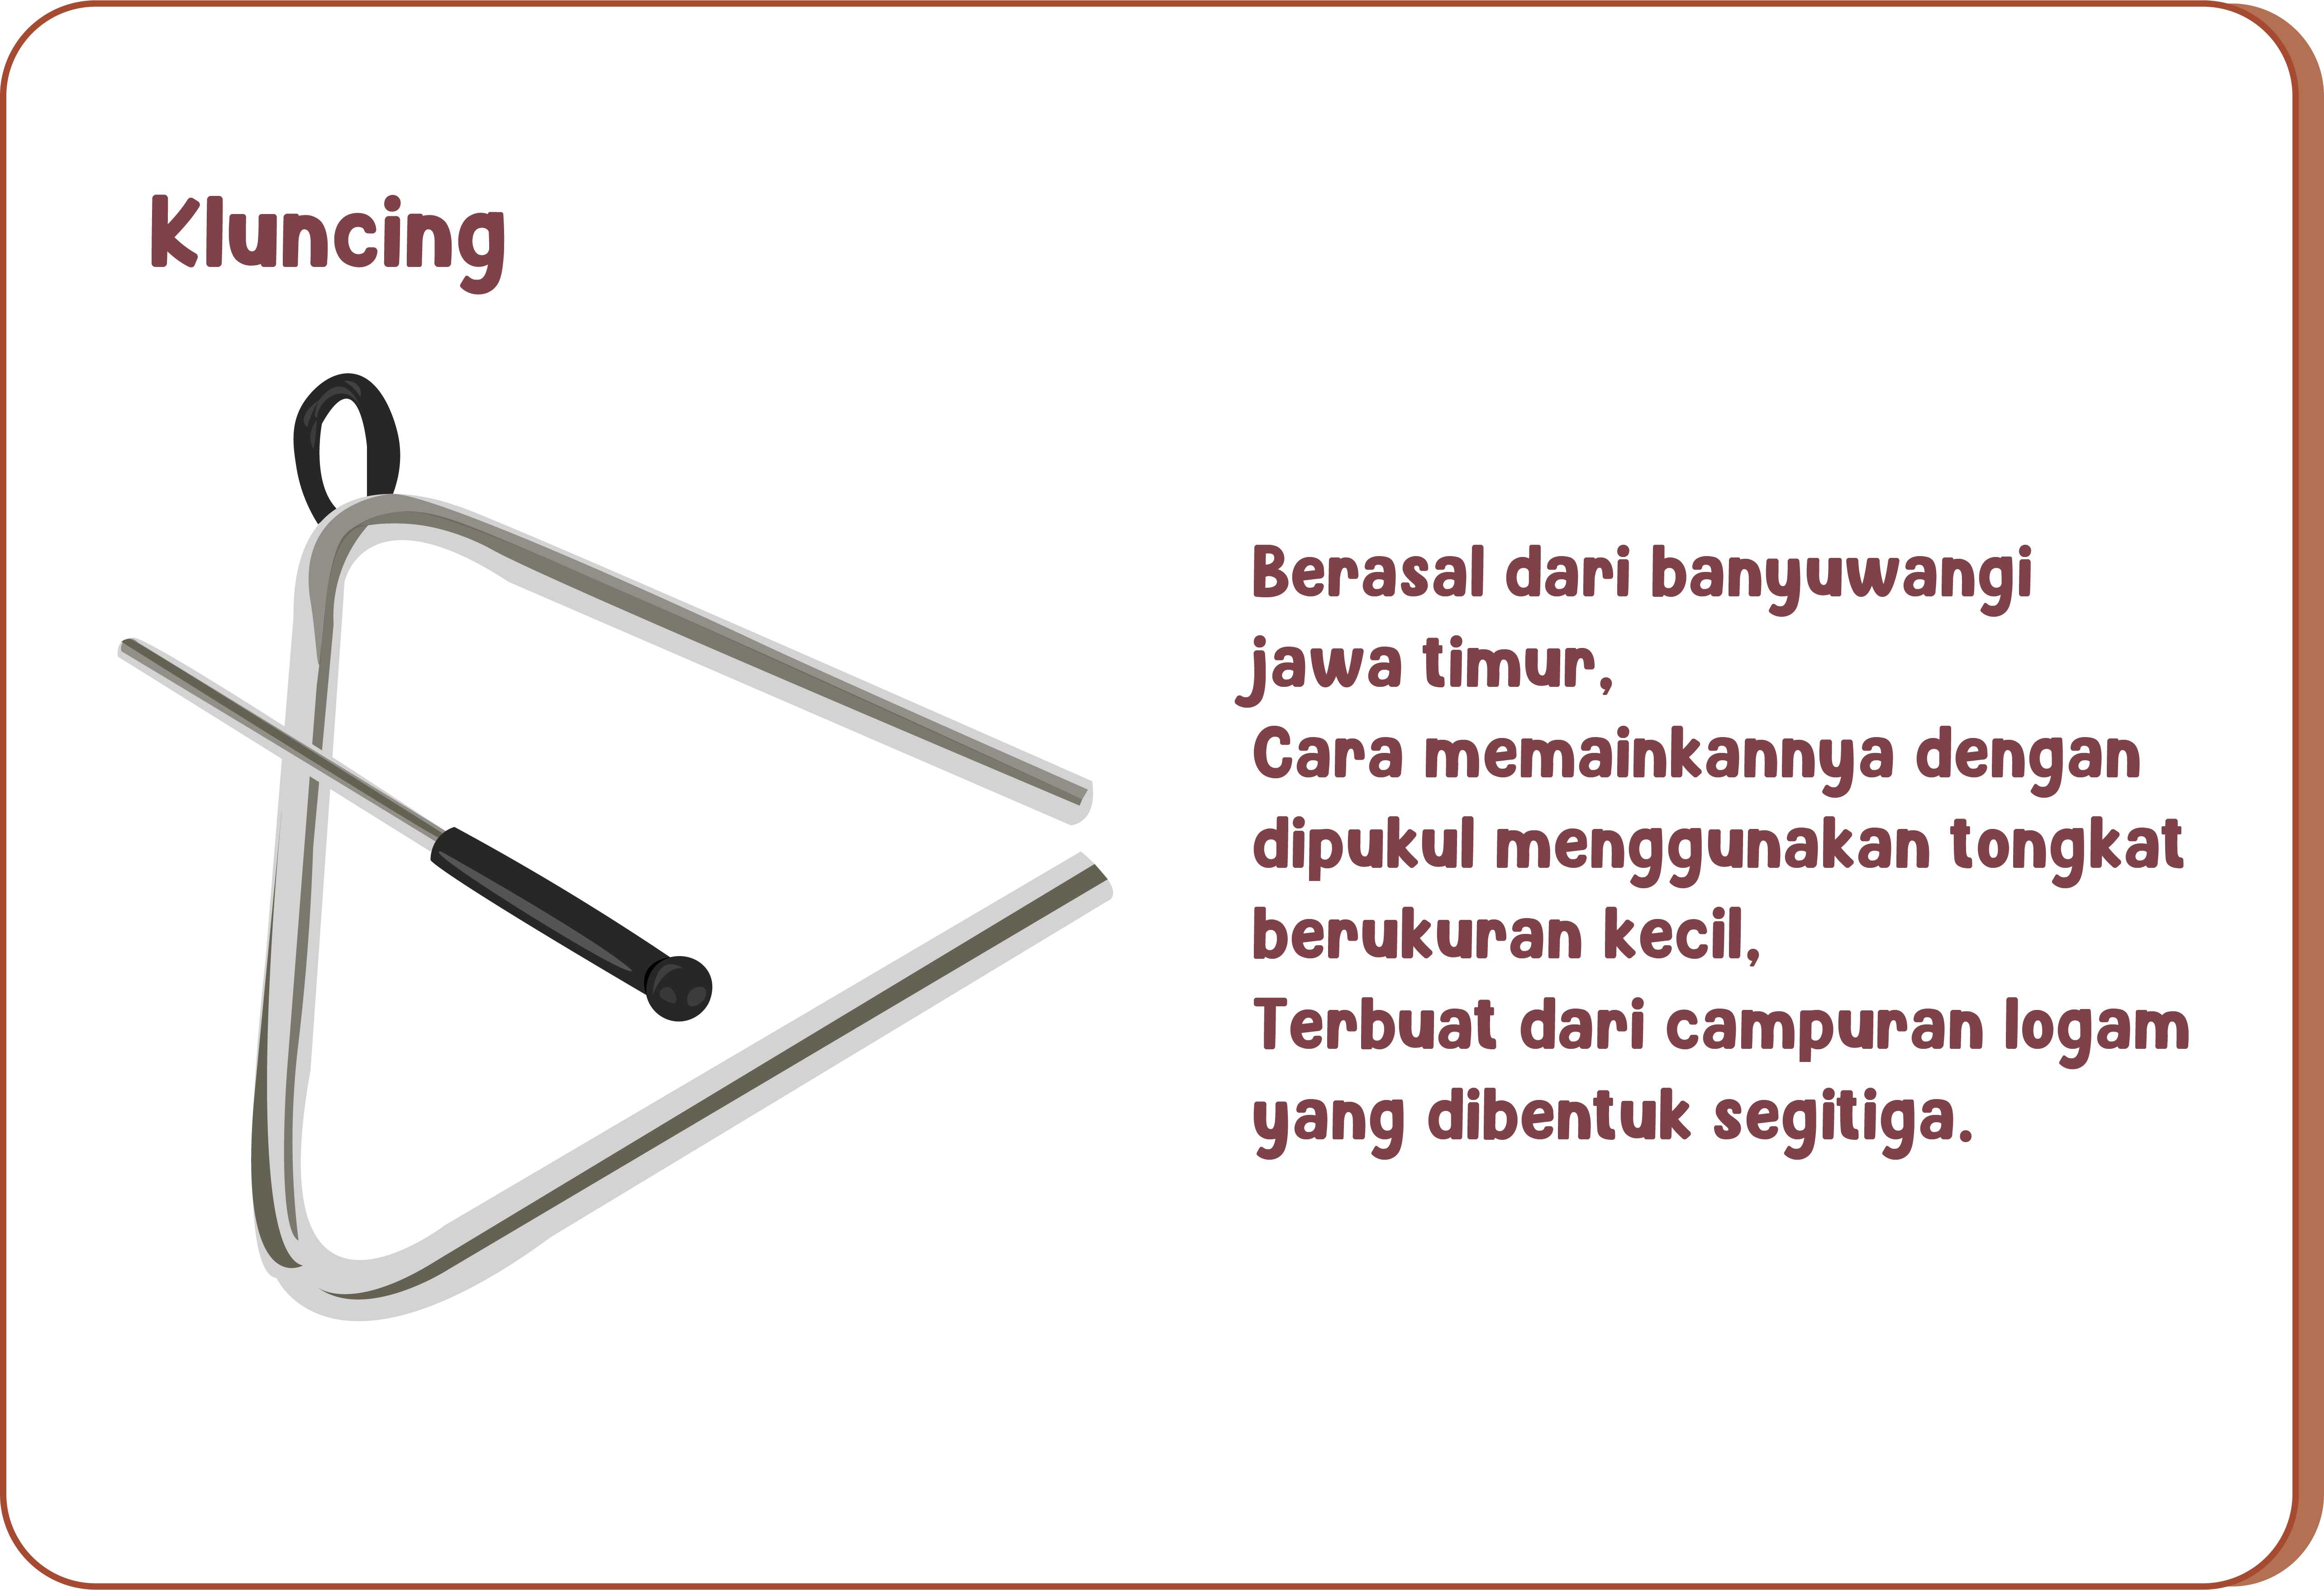 Kluncing
Berasal dari banyuwangi
jawa timur,
Cara memainkannya dengan
dipukul menggunakan tongkat
berukuran kecil,
Terbuat dari campuran logam
yang dibentuk segitiga.